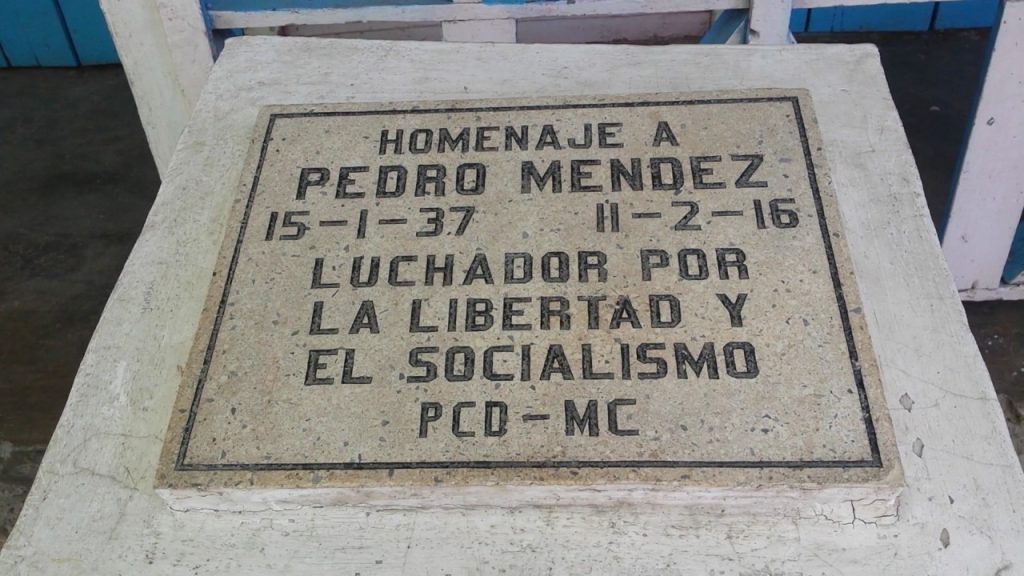 HOMENAJE A
PEDRO MENDEZ
15-1-37 11-2-16
LUCHADOR POR
LA LIBERTAD Y
EL SOCIALISMO
PCD-MC